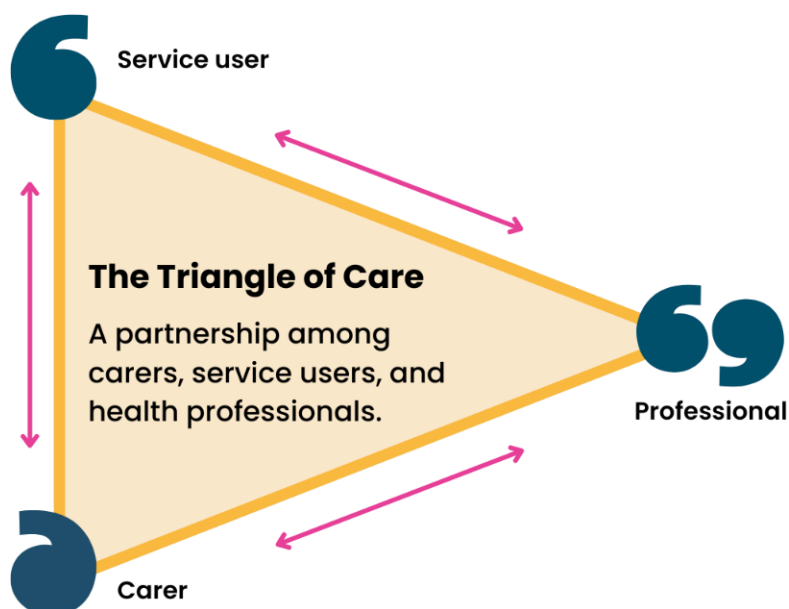 Service user
The Triangle of Care
A partnership among
carers, service users, and
health professionals.
Professional
Carer